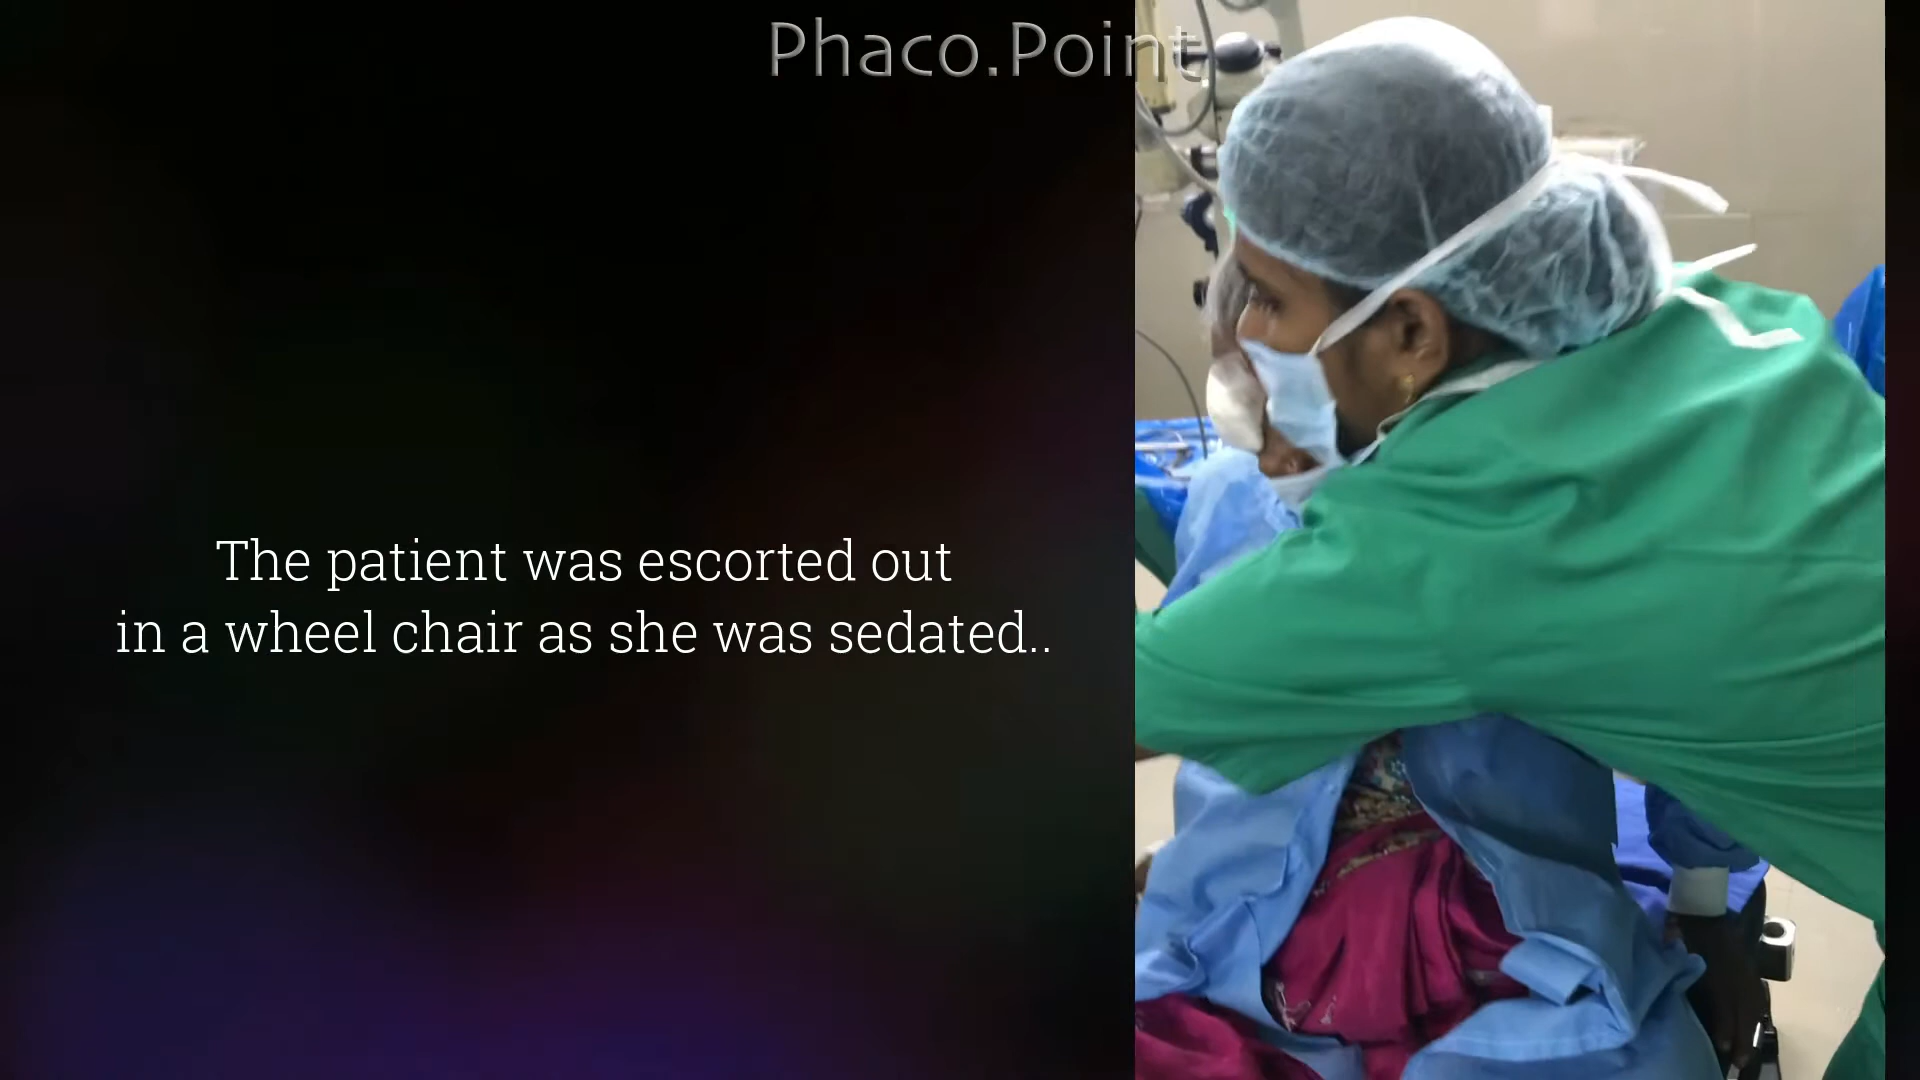 Phaco.Point
The patient was escorted out
in a wheel chair as she was sedated..